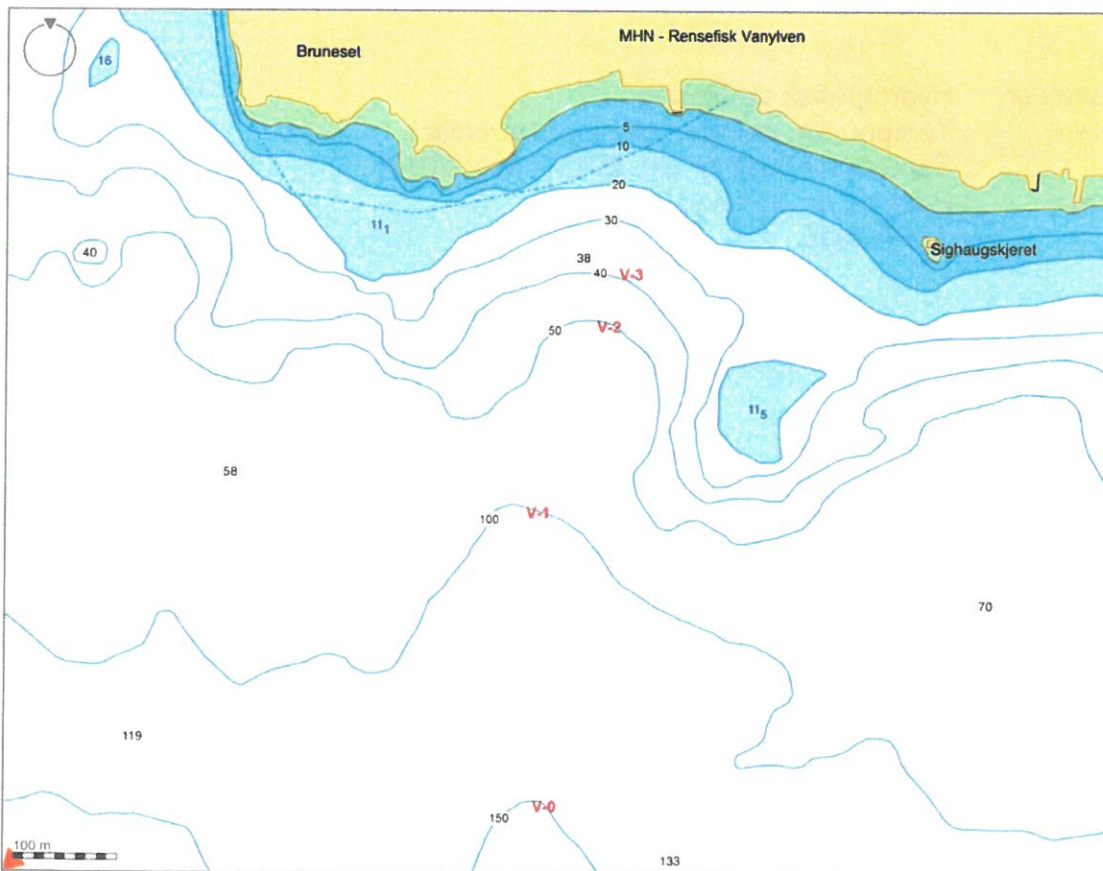 MHN - Rensefisk Vanylven
Bruneset
16
5
10
20
11₁
30
Sighaugskjeret
40
38
40
V-3
50
V-2
11₅
58
100
V-1
70
119
V-0
150
100 m
133